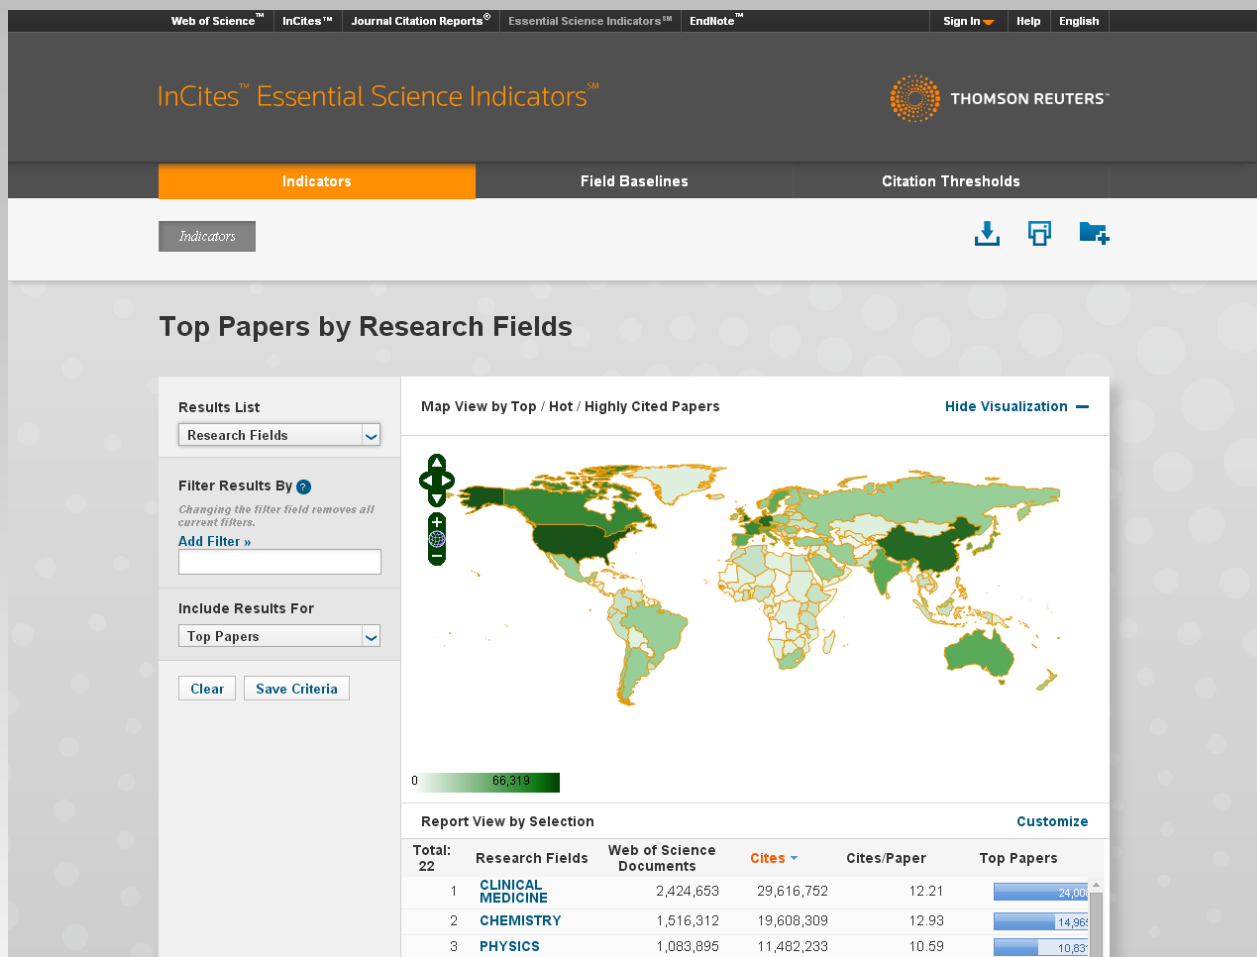 Web of Science™ InCites™ Journal Citation Reports® Essential Science Indicators℠ EndNote™ Sign In Help English
InCites™ Essential Science Indicators℠
THOMSON REUTERS™
Indicators Field Baselines Citation Thresholds
Indicators
Top Papers by Research Fields
Results List
Research Fields
Filter Results By ?
Changing the filter field removes all
current filters.
Add Filter »
Include Results For
Top Papers
Clear Save Criteria
Map View by Top / Hot / Highly Cited Papers Hide Visualization
0 66,319
Report View by Selection Customize
Total: 22 Research Fields Web of Science Documents Cites Cites/Paper Top Papers
1 CLINICAL MEDICINE 2,424,653 29,616,752 12.21
2 CHEMISTRY 1,516,312 19,608,309 12.93
3 PHYSICS 1,083,895 11,482,233 10.59